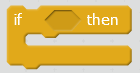 if then